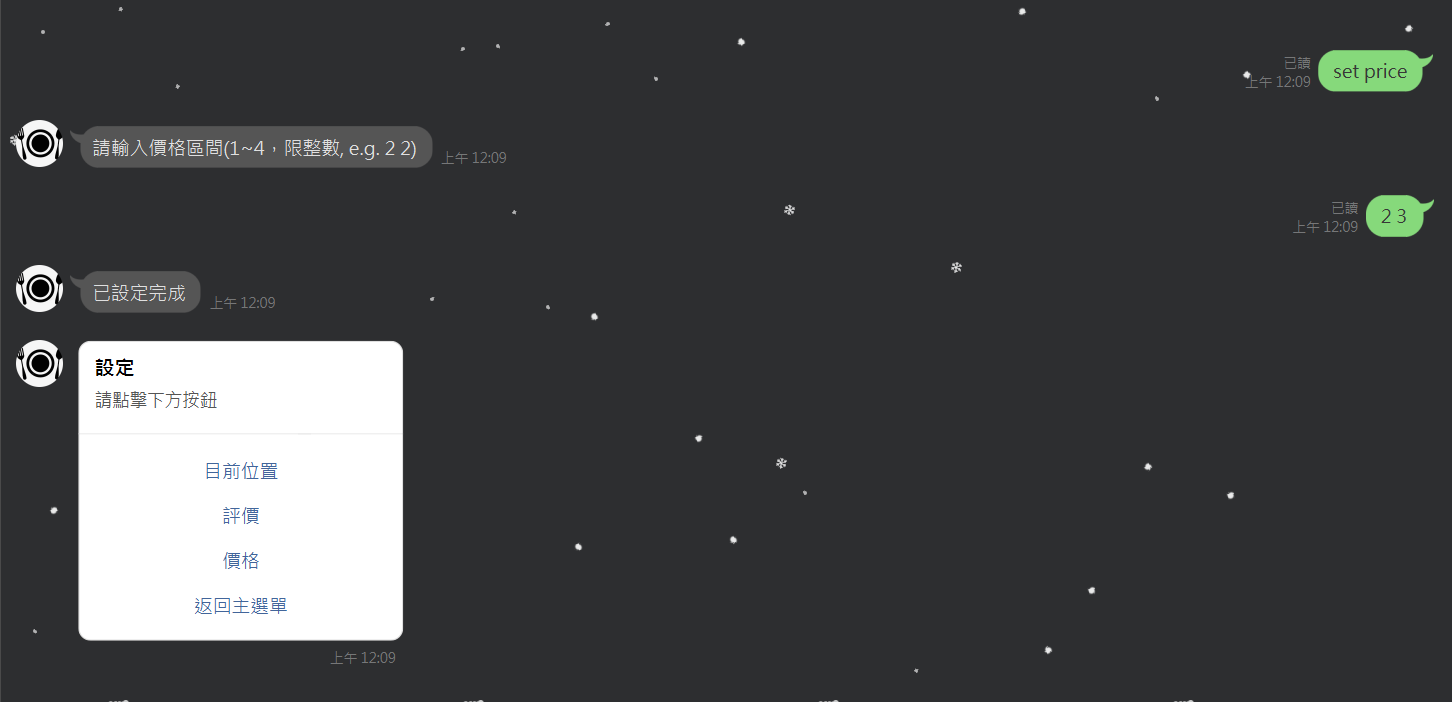 已讀
上午 12:09
set price
請輸入價格區間(1~4，限整數, e.g. 2 2)
上午 12:09
已讀
上午 12:09
2 3
已設定完成
上午 12:09
設定
請點擊下方按鈕
目前位置
評價
價格
返回主選單
上午 12:09